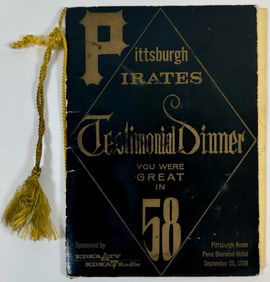 Pittsburgh
PIRATES
Testimonial Dinner
YOU WERE
GREAT
IN
58
Sponsored by
KDKA TV
KDKA Radio
Pittsburgh Room
Penn Sheraton Hotel
September 25, 1958